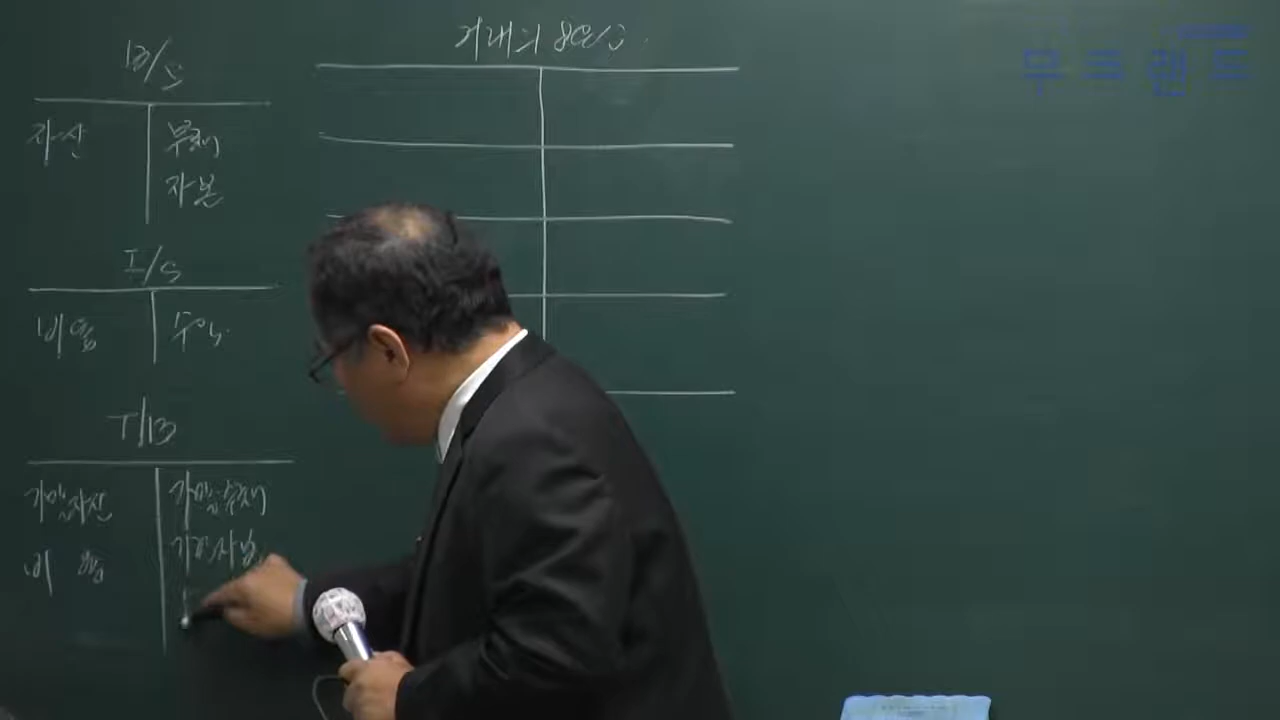 거래의 8요소
B/S
자산 부채
자본
I/S
비용 수익
T/B
기말자산 기말부채
비용 기초자본
무크랜드